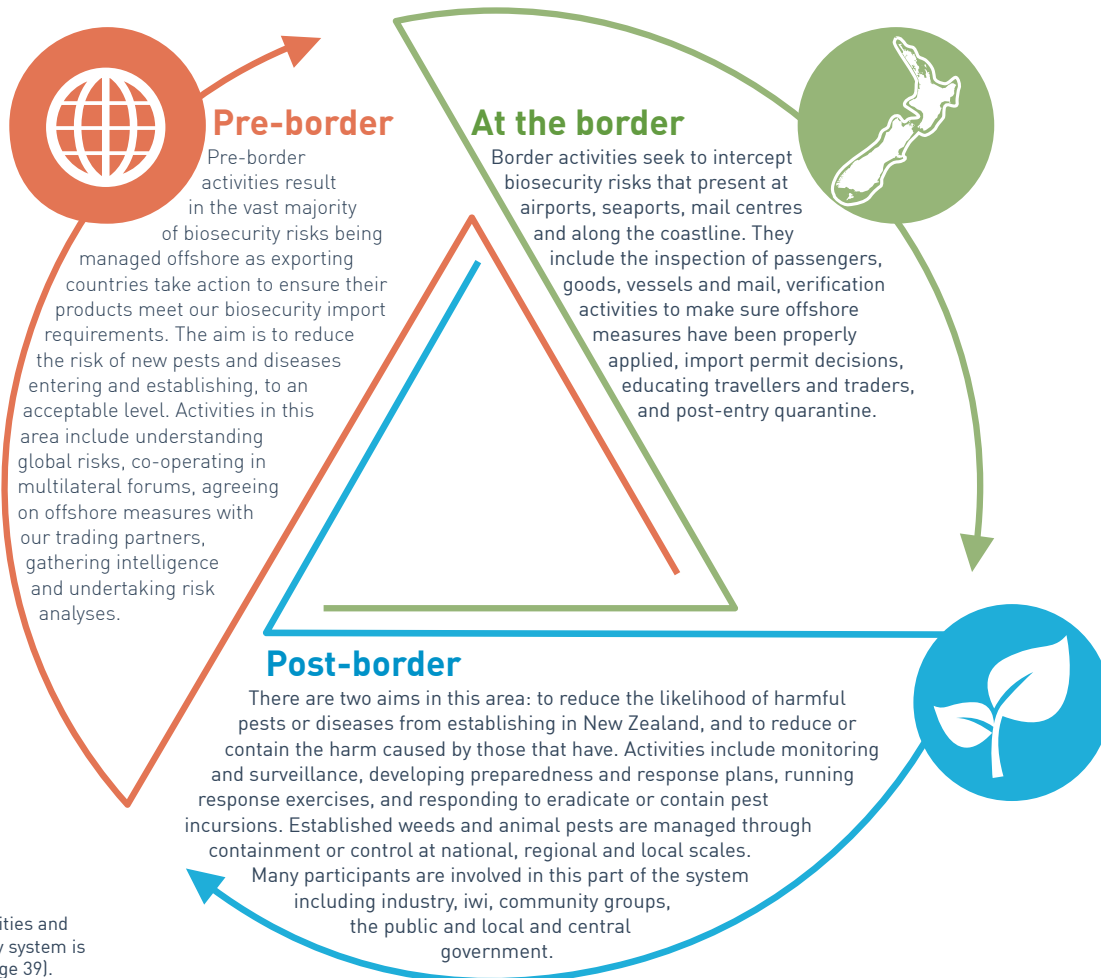 Pre-border
Pre-border
activities result
in the vast majority
of biosecurity risks being
managed offshore as exporting
countries take action to ensure their
products meet our biosecurity import
requirements. The aim is to reduce
the risk of new pests and diseases
entering and establishing, to an
acceptable level. Activities in this
area include understanding
global risks, co-operating in
multilateral forums, agreeing
on offshore measures with
our trading partners,
gathering intelligence
and undertaking risk
analyses.
At the border
Border activities seek to intercept
biosecurity risks that present at
airports, seaports, mail centres
and along the coastline. They
include the inspection of passengers,
goods, vessels and mail, verification
activities to make sure offshore
measures have been properly
applied, import permit decisions,
educating travellers and traders,
and post-entry quarantine.
Post-border
There are two aims in this area: to reduce the likelihood of harmful
pests or diseases from establishing in New Zealand, and to reduce or
contain the harm caused by those that have. Activities include monitoring
and surveillance, developing preparedness and response plans, running
response exercises, and responding to eradicate or contain pest
incursions. Established weeds and animal pests are managed through
containment or control at national, regional and local scales.
Many participants are involved in this part of the system
including industry, iwi, community groups,
the public and local and central
government.
and
system is
39).